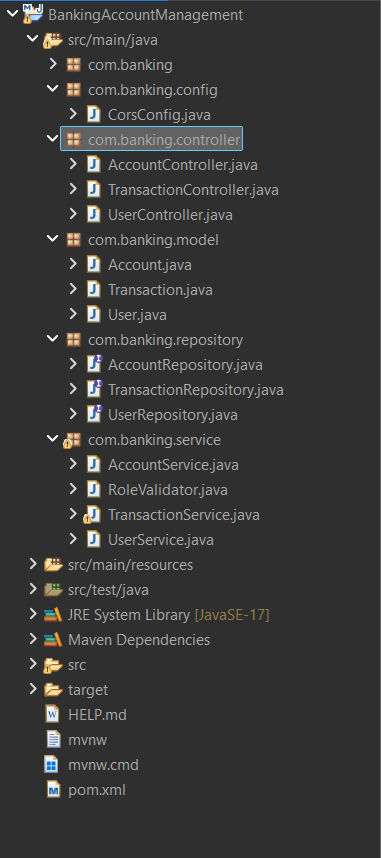 BankingAccountManagement
src/main/java
com.banking
com.banking.config
CorsConfig.java
com.banking.controller
AccountController.java
TransactionController.java
UserController.java
com.banking.model
Account.java
Transaction.java
User.java
com.banking.repository
AccountRepository.java
TransactionRepository.java
UserRepository.java
com.banking.service
AccountService.java
RoleValidator.java
TransactionService.java
UserService.java
src/main/resources
src/test/java
JRE System Library [JavaSE-17]
Maven Dependencies
src
target
HELP.md
mvnw
mvnw.cmd
pom.xml